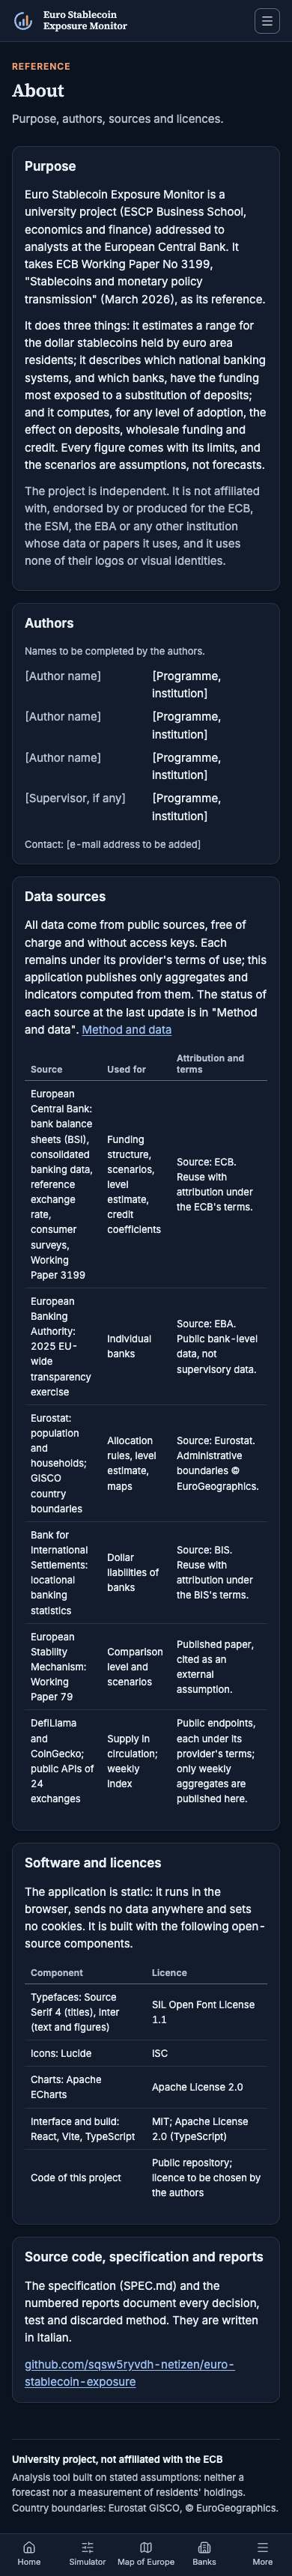 Euro Stablecoin
Exposure Monitor
REFERENCE
About
Purpose, authors, sources and licences.
Purpose
Euro Stablecoin Exposure Monitor is a
university project (ESCP Business School,
economics and finance) addressed to
analysts at the European Central Bank. It
takes ECB Working Paper No 3199,
"Stablecoins and monetary policy
transmission" (March 2026), as its reference.
It does three things: it estimates a range for
the dollar stablecoins held by euro area
residents; it describes which national banking
systems, and which banks, have the funding
most exposed to a substitution of deposits;
and it computes, for any level of adoption, the
effect on deposits, wholesale funding and
credit. Every figure comes with its limits, and
the scenarios are assumptions, not forecasts.
The project is independent. It is not affiliated
with, endorsed by or produced for the ECB,
the ESM, the EBA or any other institution
whose data or papers it uses, and it uses
none of their logos or visual identities.
Authors
Names to be completed by the authors.
[Author name] [Programme,
institution]
[Author name] [Programme,
institution]
[Author name] [Programme,
institution]
[Supervisor, if any] [Programme,
institution]
Contact: [e-mail address to be added]
Data sources
All data come from public sources, free of
charge and without access keys. Each
remains under its provider's terms of use; this
application publishes only aggregates and
indicators computed from them. The status of
each source at the last update is in "Method
and data". Method and data
Source Used for Attribution and
terms
European
Central Bank:
bank balance
sheets (BSI),
consolidated
banking data,
reference
exchange
rate,
consumer
surveys,
Working
Paper 3199
Funding
structure,
scenarios,
level
estimate,
credit
coefficients
Source: ECB.
Reuse with
attribution under
the ECB's terms.
European
Banking
Authority:
2025 EU-
wide
transparency
exercise
Individual
banks
Source: EBA.
Public bank-level
data, not
supervisory data.
Eurostat:
population
and
households;
GISCO
country
boundaries
Allocation
rules, level
estimate,
maps
Source: Eurostat.
Administrative
boundaries ©
EuroGeographics.
Bank for
International
Settlements:
locational
banking
statistics
Dollar
liabilities of
banks
Source: BIS.
Reuse with
attribution under
the BIS's terms.
European
Stability
Mechanism:
Working
Paper 79
Comparison
level and
scenarios
Published paper,
cited as an
external
assumption.
DefiLlama
and
CoinGecko;
public APIs of
24
exchanges
Supply in
circulation;
weekly
index
Public endpoints,
each under its
provider's terms;
only weekly
aggregates are
published here.
Software and licences
The application is static: it runs in the
browser, sends no data anywhere and sets
no cookies. It is built with the following open-
source components.
Component Licence
Typefaces: Source
Serif 4 (titles), Inter
(text and figures)
SIL Open Font License
1.1
Icons: Lucide ISC
Charts: Apache
ECharts
Apache License 2.0
Interface and build:
React, Vite, TypeScript
MIT; Apache License
2.0 (TypeScript)
Code of this project
Public repository;
licence to be chosen by
the authors
Source code, specification and reports
The specification (SPEC.md) and the
numbered reports document every decision,
test and discarded method. They are written
in Italian.
github.com/sqsw5ryvdh-netizen/euro-
stablecoin-exposure
University project, not affiliated with the ECB
Analysis tool built on stated assumptions: neither a
forecast nor a measurement of residents' holdings.
Country boundaries: Eurostat GISCO, © EuroGeographics.
Home Simulator Map of Europe Banks More